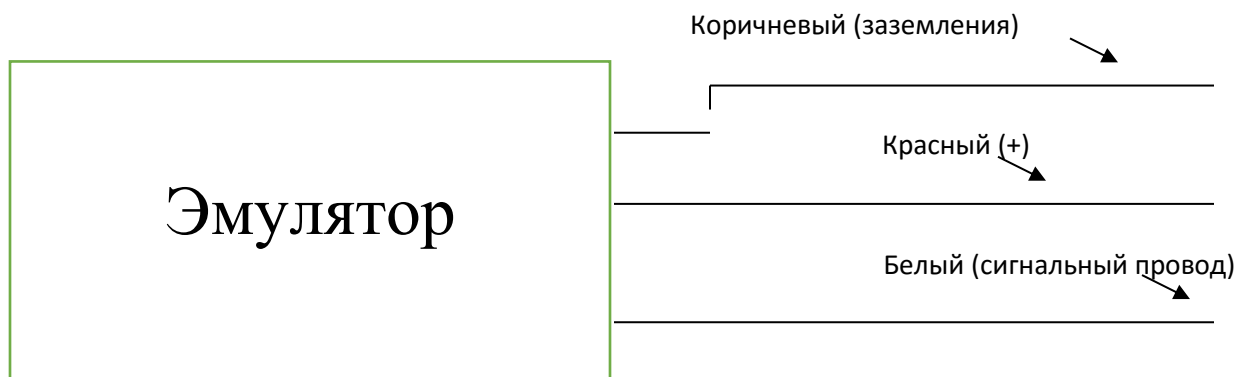 Коричневый (заземления)
Красный (+)
Эмулятор
Белый (сигнальный провод)